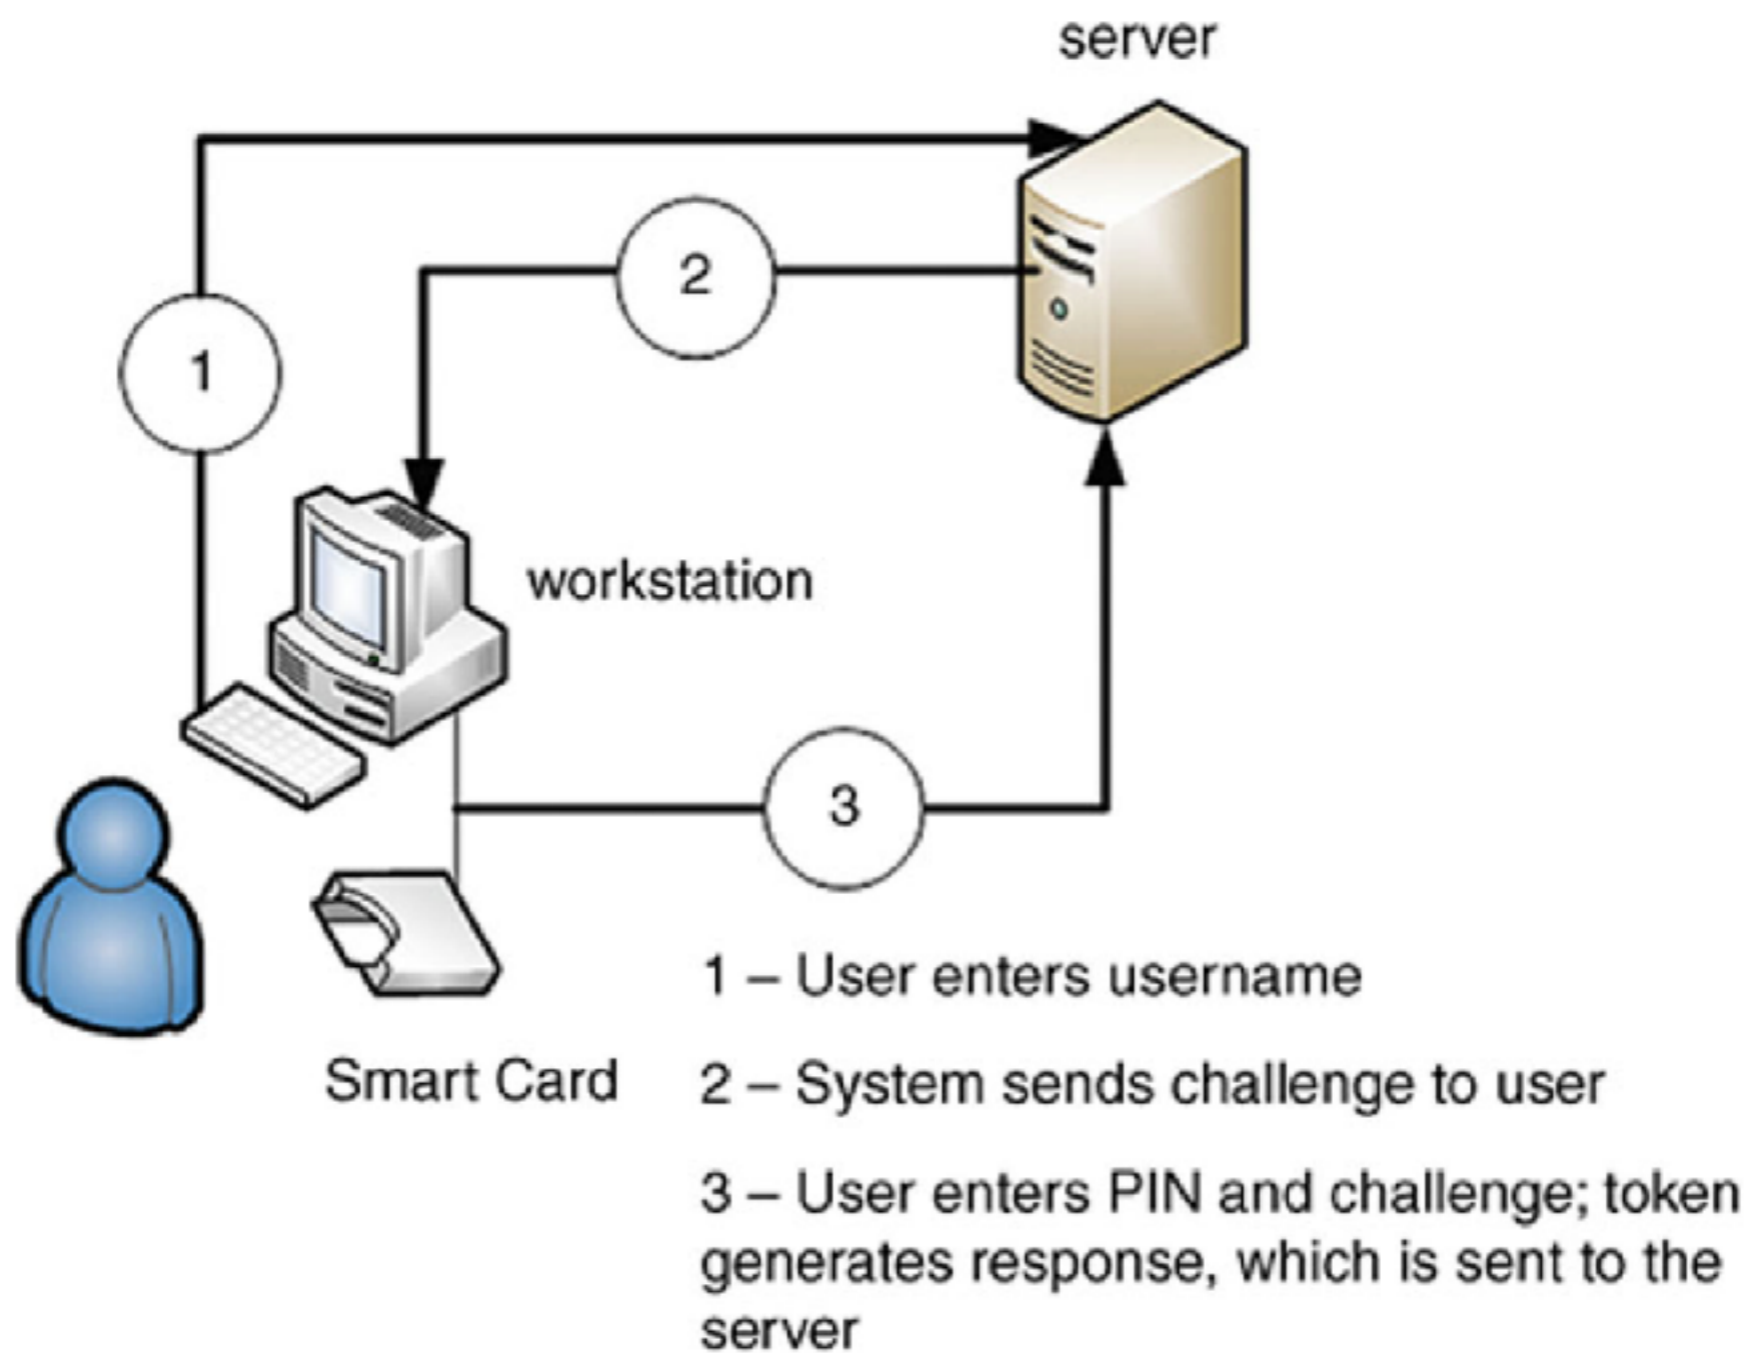 server
2
1
workstation
3
1 – User enters username
Smart Card
2 – System sends challenge to user
3 – User enters PIN and challenge; token
generates response, which is sent to the
server